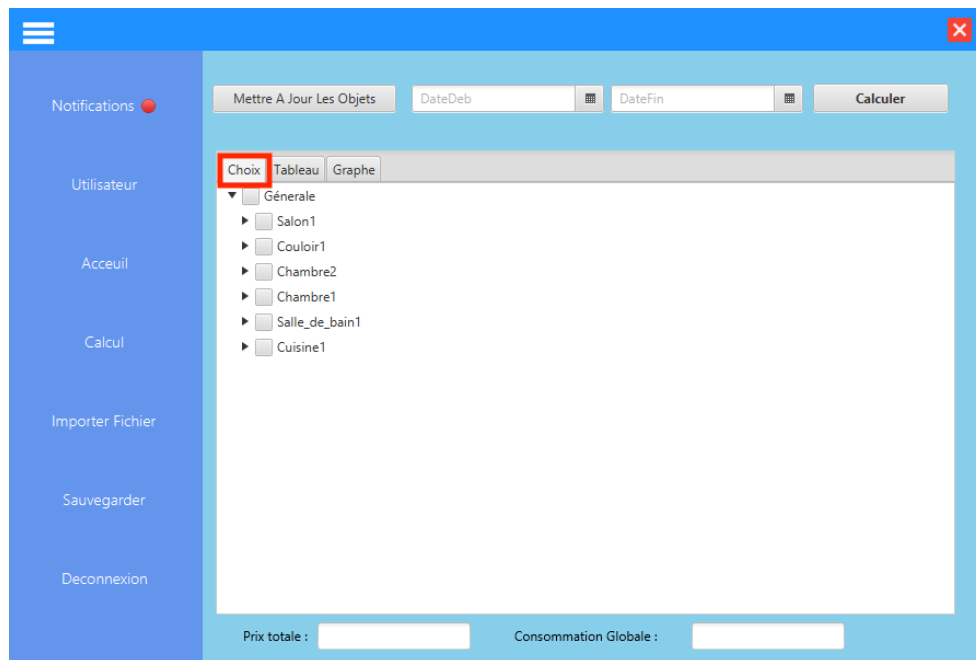 Notifications
Utilisateur
Acceuil
Calcul
Importer Fichier
Sauvegarder
Deconnexion
Mettre A Jour Les Objets
DateDeb
DateFin
Calculer
Choix
Tableau
Graphe
Génerale
Salon1
Couloir1
Chambre2
Chambre1
Salle_de_bain1
Cuisine1
Prix totale :
Consommation Globale :